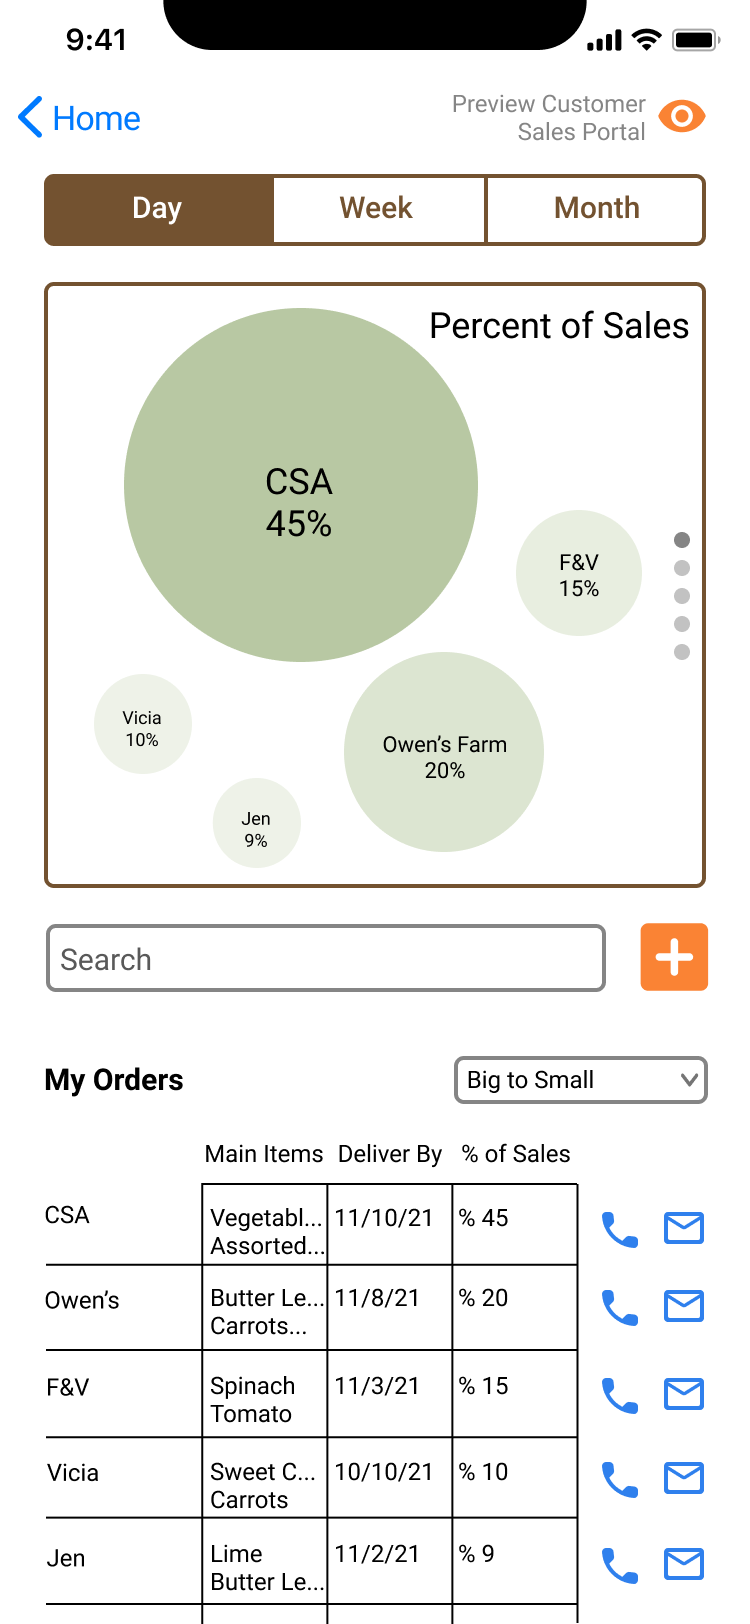 9:41
Home
Preview Customer
Sales Portal
Day
Week
Month
Percent of Sales
CSA
45%
F&V
15%
Vicia
10%
Owen’s Farm
20%
Jen
9%
Search
My Orders
Big to Small
Main Items Deliver By % of Sales
CSA
Vegetabl...
Assorted...
11/10/21
% 45
Owen’s
Butter Le...
Carrots...
11/8/21
% 20
F&V
Spinach
Tomato
11/3/21
% 15
Vicia
Sweet C...
Carrots
10/10/21
% 10
Jen
Lime
Butter Le...
11/2/21
% 9